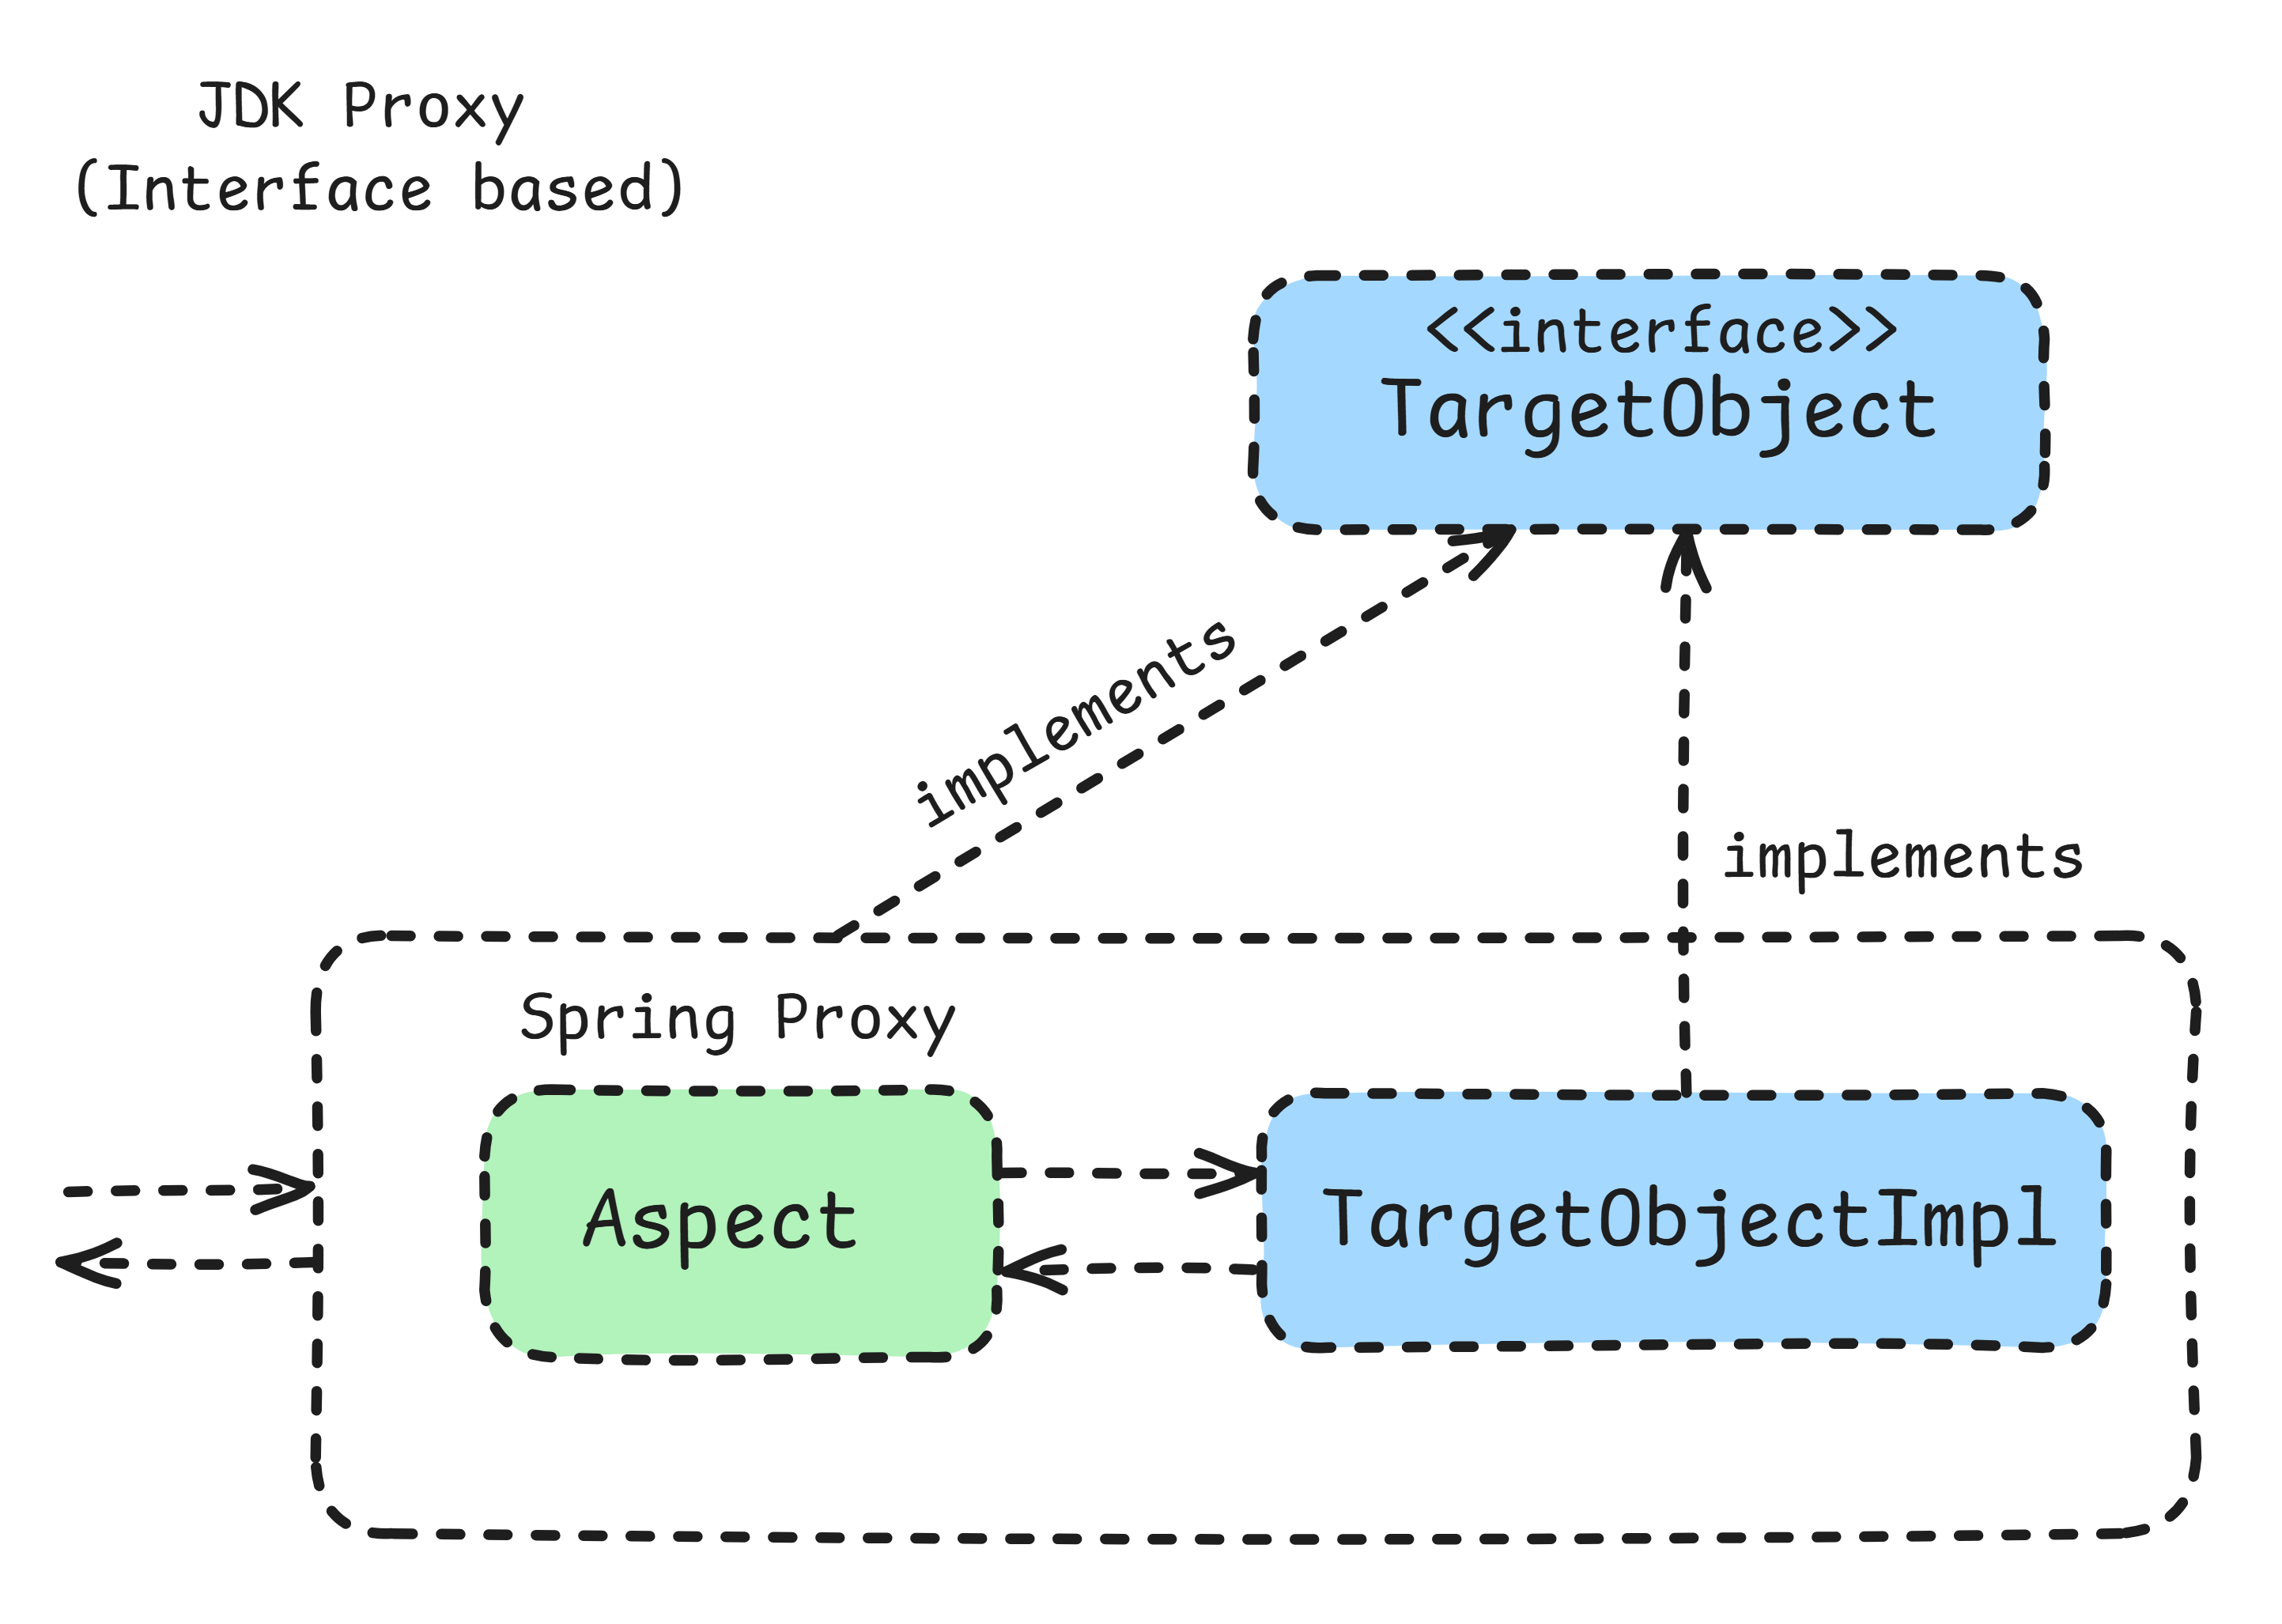 JDK Proxy
(Interface based)
<<interface>>
TargetObject
implements
implements
Spring Proxy
Aspect
TargetObjectImpl